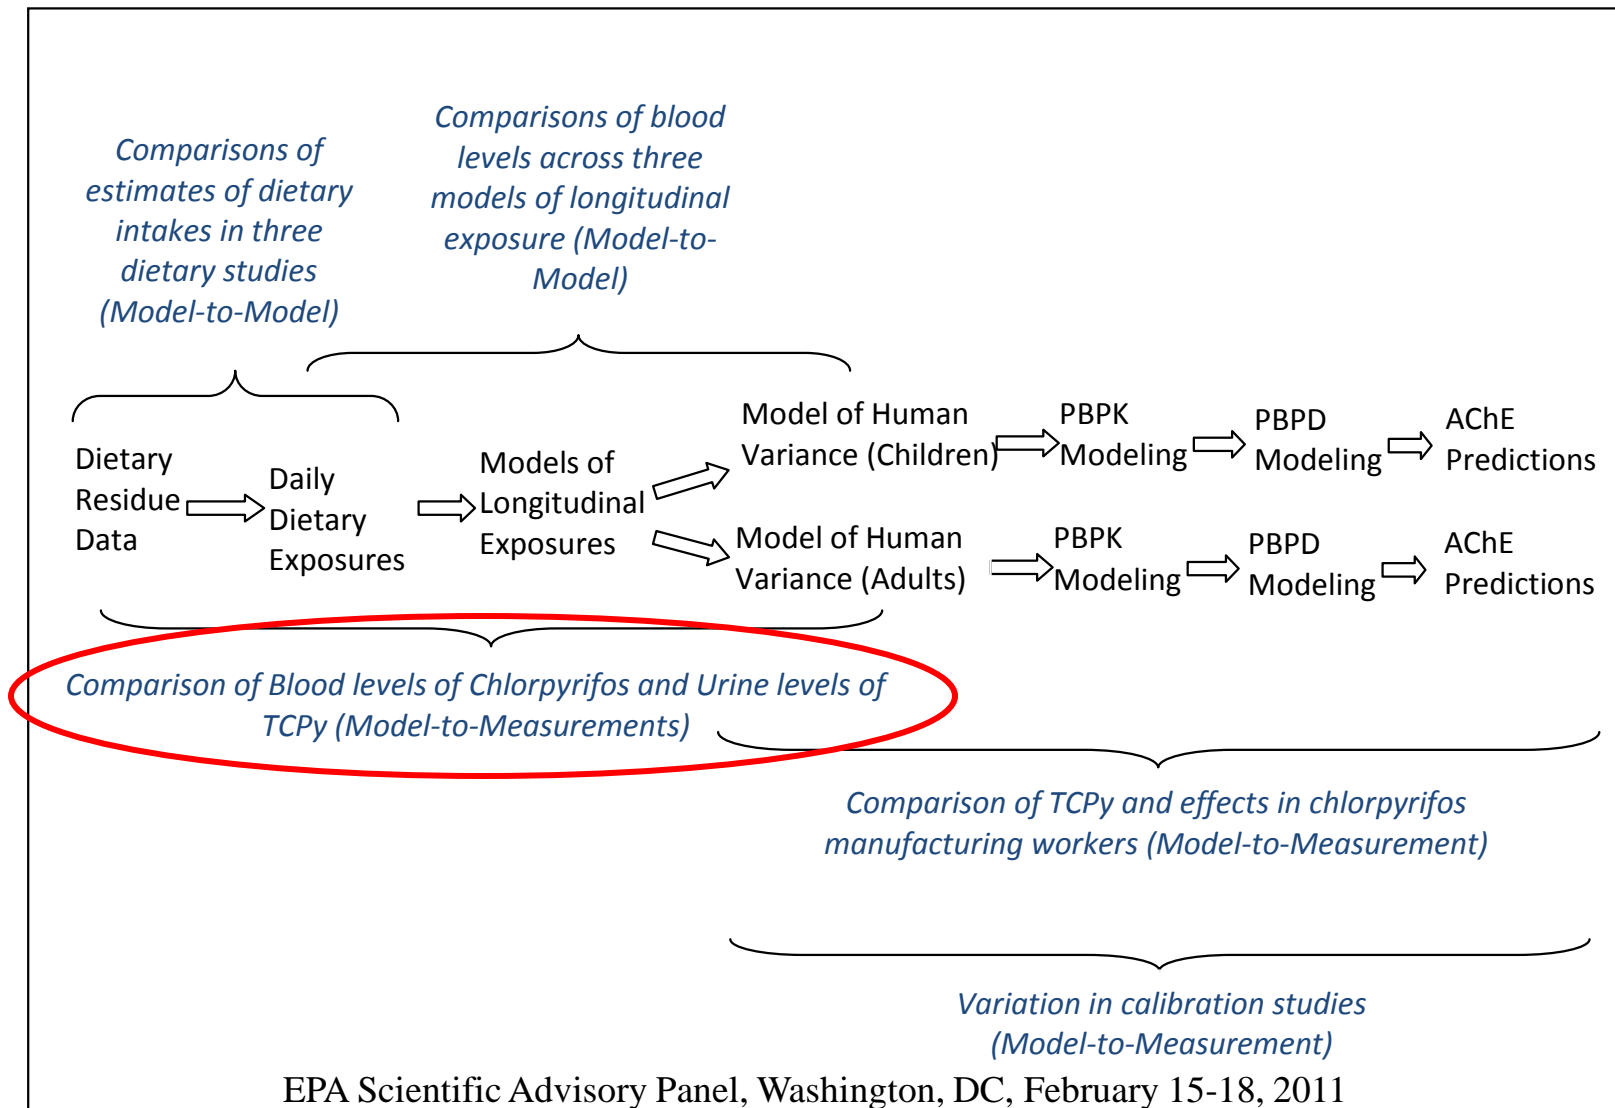 Comparisons of
estimates of dietary
intakes in three
dietary studies
(Model-to-Model)
Comparisons of blood
levels across three
models of longitudinal
exposure (Model-to-
Model)
Dietary
Residue
Data
Daily
Dietary
Exposures
Models of
Longitudinal
Exposures
Model of Human
Variance (Children)
PBPK
Modeling
PBPD
Modeling
AChE
Predictions
Model of Human
Variance (Adults)
PBPK
Modeling
PBPD
Modeling
AChE
Predictions
Comparison of Blood levels of Chlorpyrifos and Urine levels of
TCPy (Model-to-Measurements)
Comparison of TCPy and effects in chlorpyrifos
manufacturing workers (Model-to-Measurement)
Variation in calibration studies
(Model-to-Measurement)
EPA Scientific Advisory Panel, Washington, DC, February 15-18, 2011